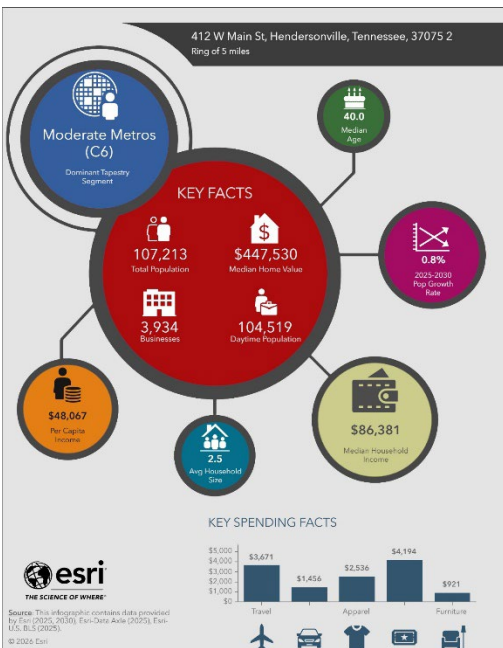 412 W Main St, Hendersonville, Tennessee, 37075 2
Ring of 5 miles
Moderate Metros
(C6)
Dominant Tapestry
Segment
40.0
Median
Age
KEY FACTS
107,213
Total Population
$447,530
Median Home Value
3,934
Businesses
104,519
Daytime Population
0.8%
2025-2030
Pop Growth
Rate
$48,067
Per Capita
Income
2.5
Avg Household
Size
$86,381
Median Household
Income
KEY SPENDING FACTS
$5,000
$4,000
$3,000
$2,000
$1,000
$0
$3,671
$1,456
$2,536
$4,194
$921
Travel
Apparel
Furniture
esri
THE SCIENCE OF WHERE™
Source: This infographic contains data provided
by Esri (2025, 2030), Esri-Data Axle (2025), Esri-
U.S. BLS (2025).
© 2026 Esri